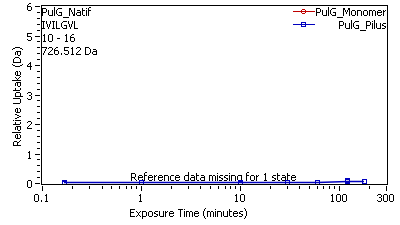 PulG_Natif
IVILGVL
10 - 16
726.512 Da
PulG_Monomer
PulG_Pilus
Relative Uptake (Da)
6
5
4
3
2
1
0
Reference data missing for 1 state
0.1 1 10 100 300
Exposure Time (minutes)